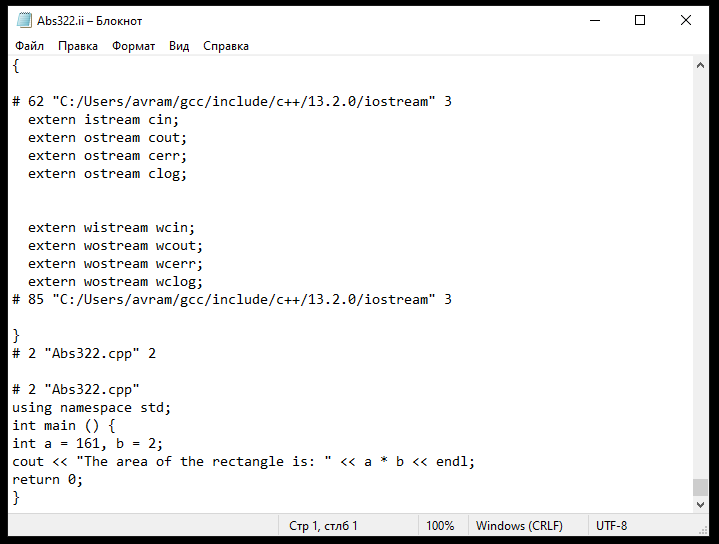 Abs322.ii – Блокнот
Файл Правка Формат Вид Справка
{
# 62 "C:/Users/avram/gcc/include/c++/13.2.0/iostream" 3
  extern istream cin;
  extern ostream cout;
  extern ostream cerr;
  extern ostream clog;
  extern wistream wcin;
  extern wostream wcout;
  extern wostream wcerr;
  extern wostream wclog;
# 85 "C:/Users/avram/gcc/include/c++/13.2.0/iostream" 3
}
# 2 "Abs322.cpp" 2
# 2 "Abs322.cpp"
using namespace std;
int main () {
int a = 161, b = 2;
cout << "The area of the rectangle is: " << a * b << endl;
return 0;
}
Стр 1, стлб 1 100% Windows (CRLF) UTF-8